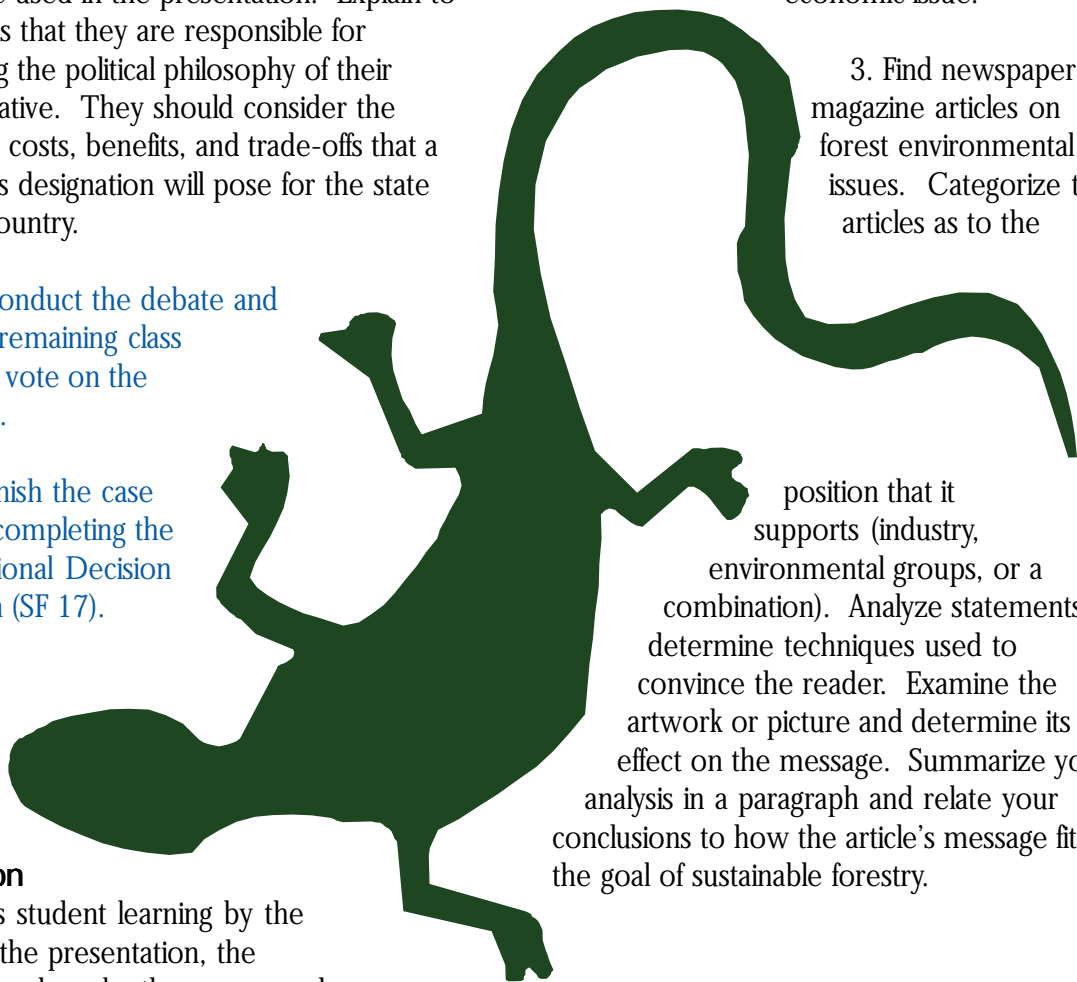 used in the presentation. Explain to
that they are responsible for
the political philosophy of their
They should consider the
costs, benefits, and trade-offs that a
designation will pose for the state
onduct the debate and
remaining class
vote on the
.
nish the case
completing the
ional Decision
(SF 17).
on
s student learning by the
the presentation, the
economic issue.
3. Find newspaper
magazine articles on
forest environmental
issues. Categorize t
articles as to the
position that it
supports (industry,
environmental groups, or a
combination). Analyze statements
determine techniques used to
convince the reader. Examine the
artwork or picture and determine its
effect on the message. Summarize yo
analysis in a paragraph and relate your
conclusions to how the article's message fit
the goal of sustainable forestry.